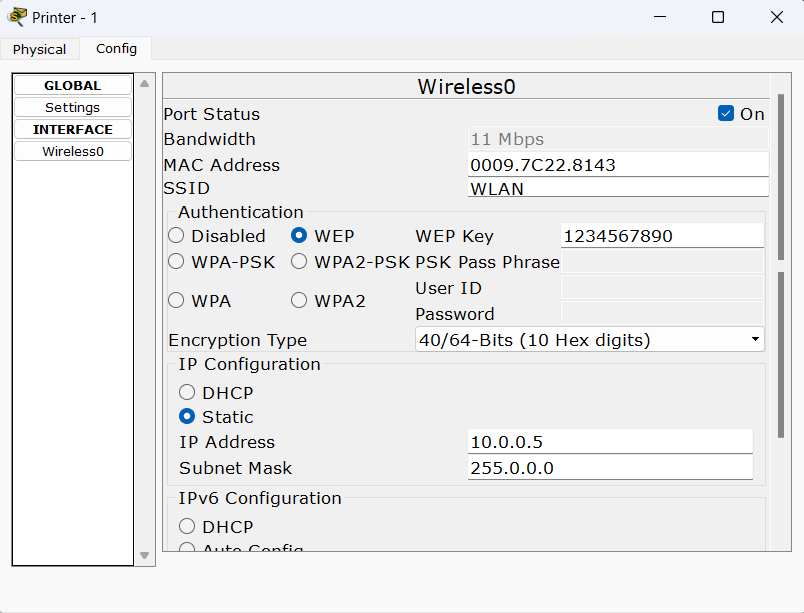 Printer - 1
Physical
Config
GLOBAL
Settings
INTERFACE
Wireless0
Wireless0
Port Status On
Bandwidth 11 Mbps
MAC Address 0009.7C22.8143
SSID WLAN
Authentication
Disabled WEP WEP Key 1234567890
WPA-PSK WPA2-PSK PSK Pass Phrase
User ID
WPA WPA2
Password
Encryption Type 40/64-Bits (10 Hex digits)
IP Configuration
DHCP
Static
IP Address 10.0.0.5
Subnet Mask 255.0.0.0
IPv6 Configuration
DHCP
Auto Config